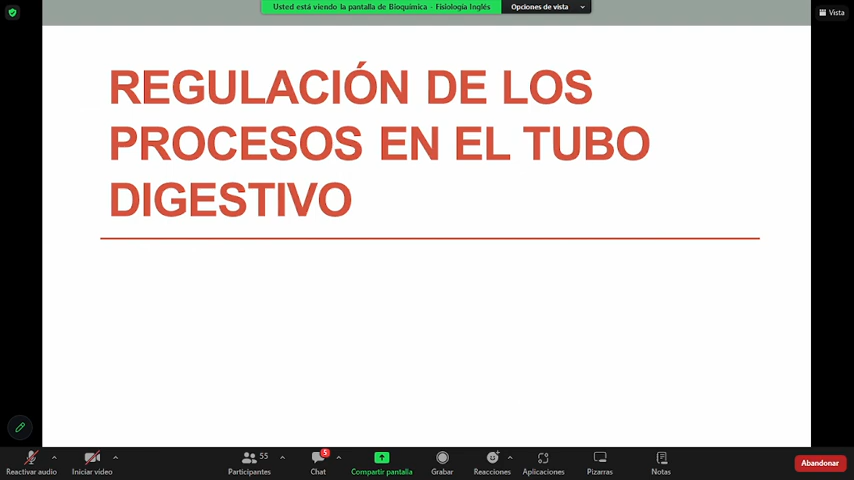 Usted está viendo la pantalla de Bioquímica - Fisiología Inglés
Opciones de vista
Vista
REGULACIÓN DE LOS
PROCESOS EN EL TUBO
DIGESTIVO
55
5
Reactivar audio
Iniciar video
Participantes
Chat
Compartir pantalla
Grabar
Reacciones
Aplicaciones
Pizarras
Notas
Abandonar